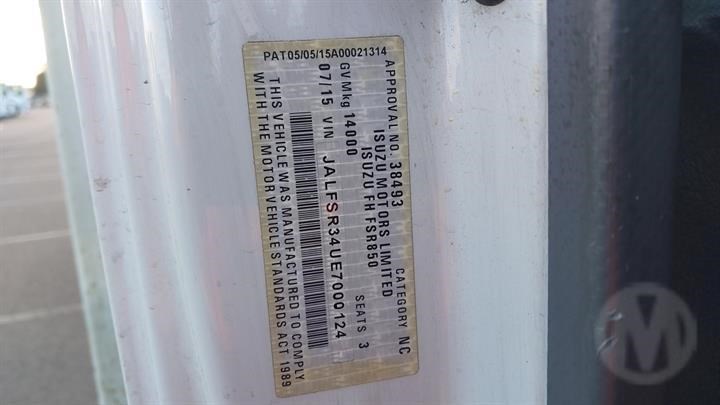 PAT05/05/15A00021314
APPROVAL NO. 38493 CATEGORY NC
ISUZU MOTORS LIMITED
ISUZU FH FSR850
GVMkg 14000 SEATS 3
07/15 VIN JALFSR34UE7000124
THIS VEHICLE WAS MANUFACTURED TO COMPLY
WITH THE MOTOR VEHICLE STANDARDS ACT 1989
M